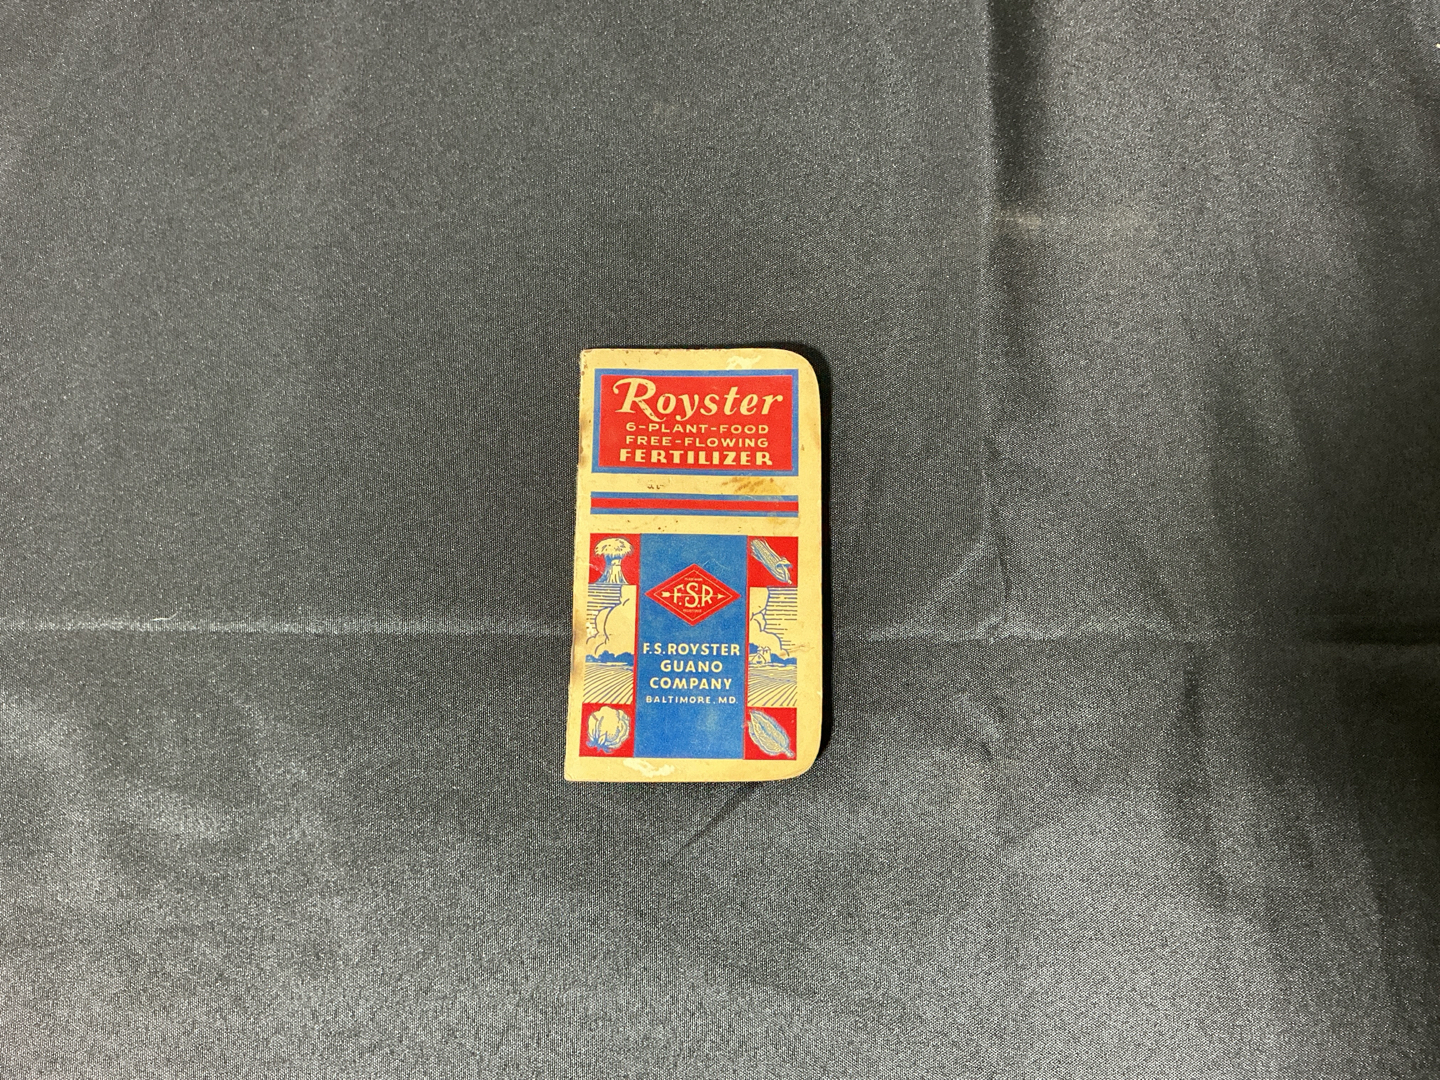 Royster
6-PLANT-FOOD
FREE-FLOWING
FERTILIZER
F.S.R
F.S. ROYSTER
GUANO
COMPANY
BALTIMORE, MD.